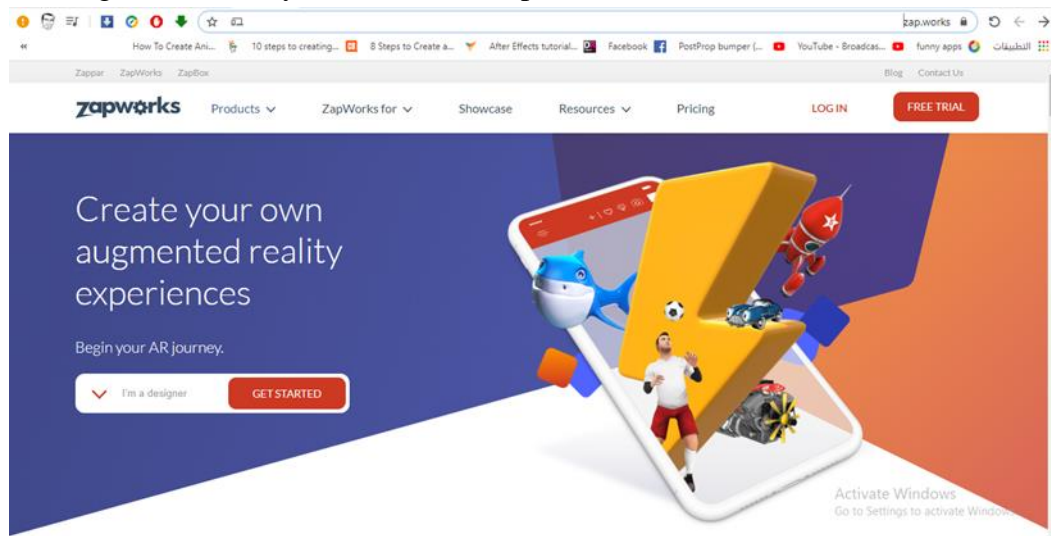 zap.works
How To Create Ani...
10 steps to creating...
8 Steps to Create a...
After Effects tutorial...
Facebook
PostProp bumper (...
YouTube - Broadcas...
funny apps
التطبيقات
Zappar ZapWorks ZapBox
Blog Contact Us
zapworks Products ZapWorks for Showcase Resources Pricing LOG IN FREE TRIAL
Create your own
augmented reality
experiences
Begin your AR journey.
I'm a designer GET STARTED
Activate Windows
Go to Settings to activate Windows.